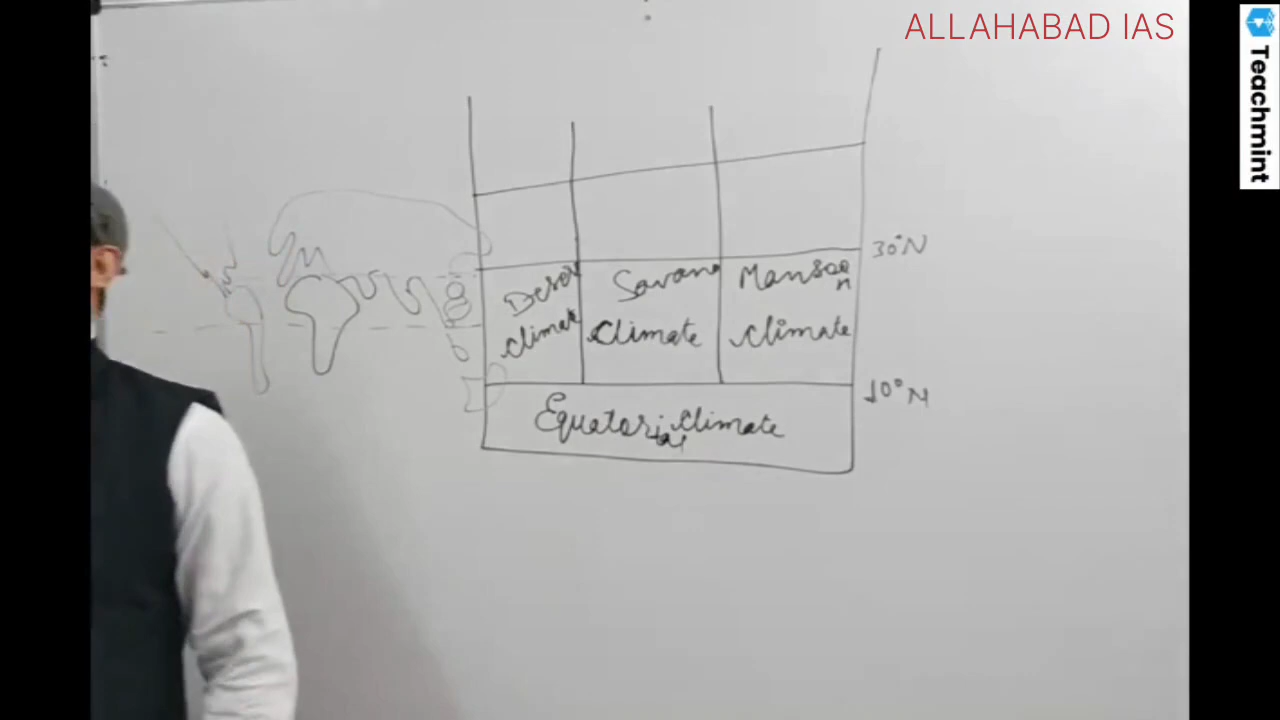 ALLAHABAD IAS
Teachmint
30°N
Desert climate
Savana climate
Mansoon climate
10°N
Equatorial climate